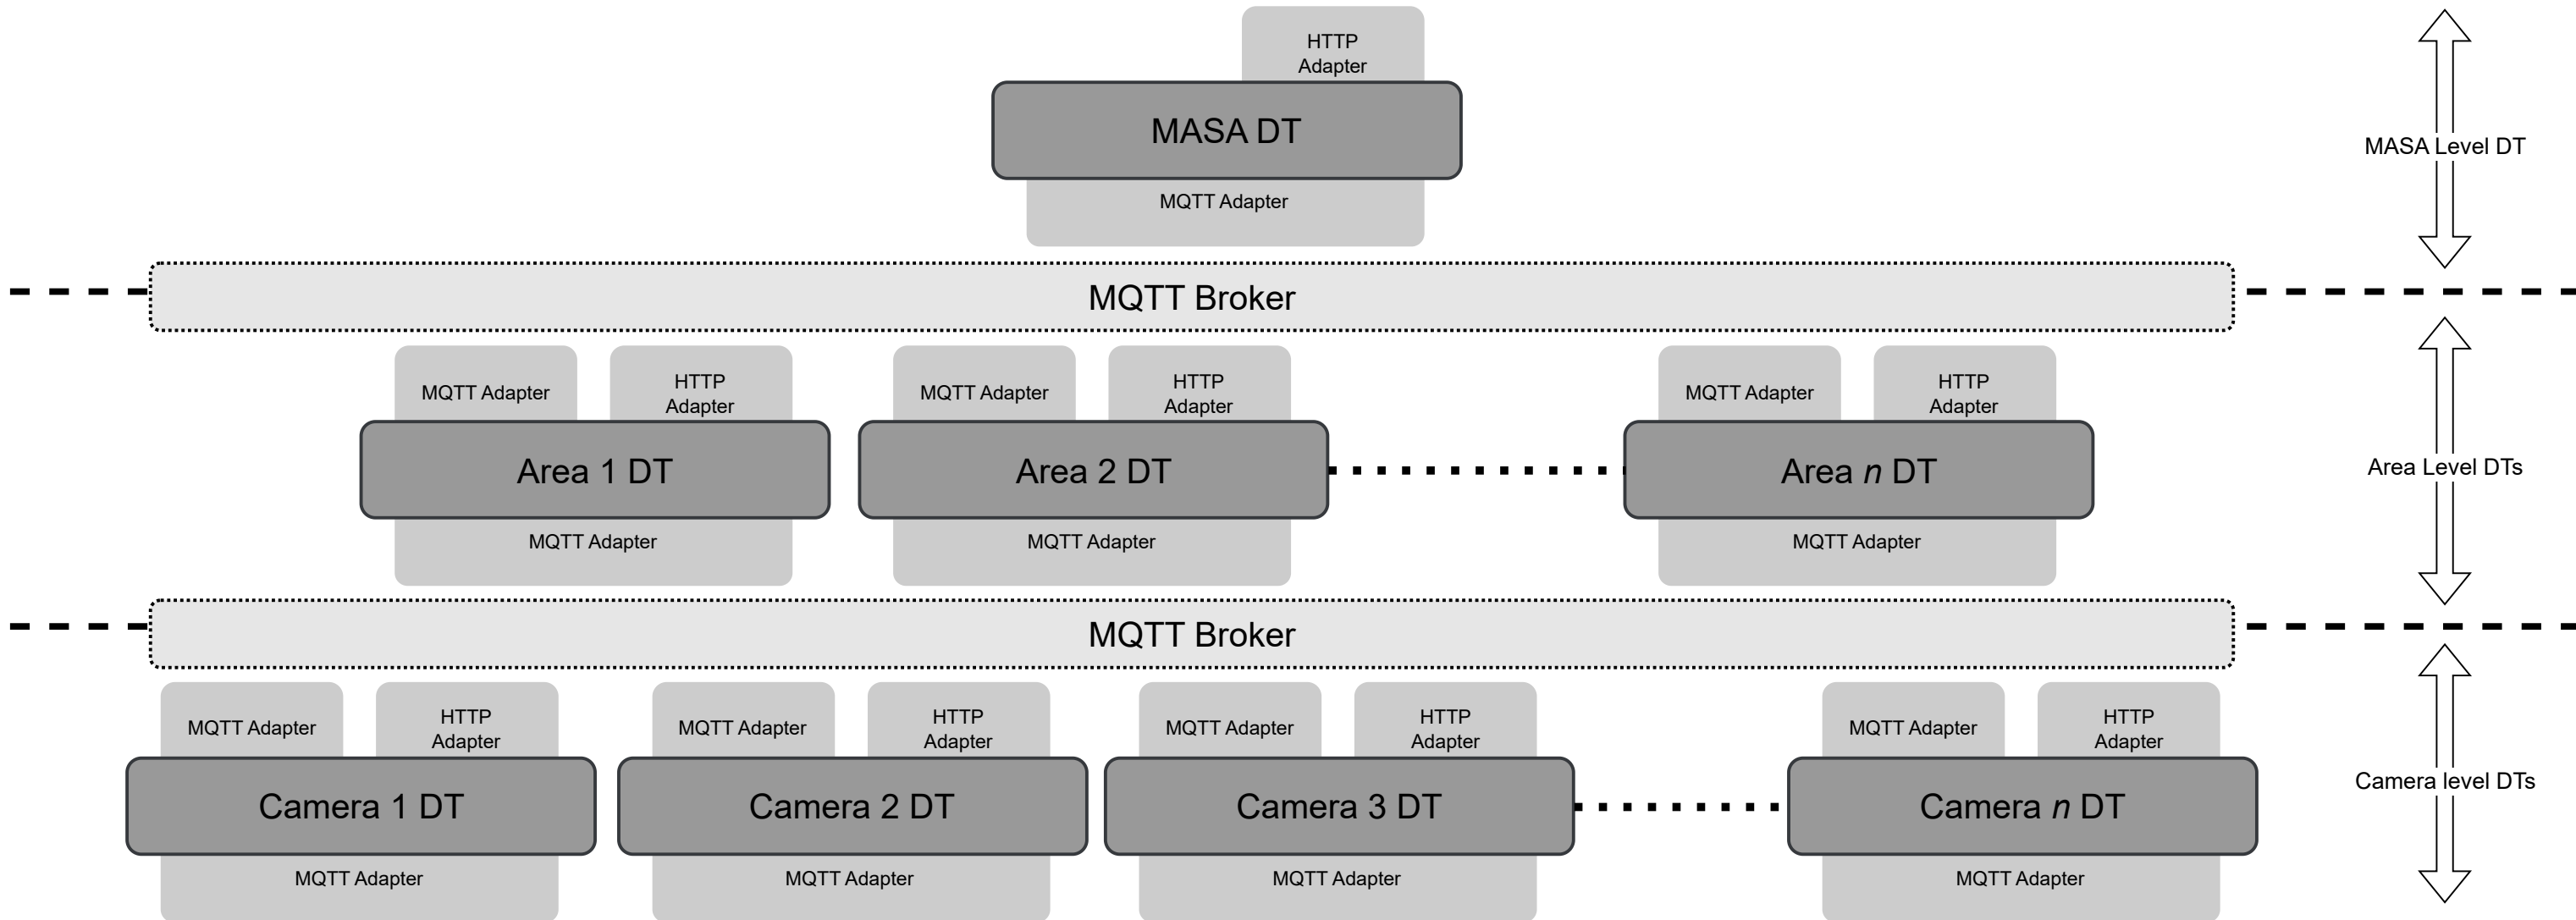 HTTP
Adapter
MASA DT
MASA Level DT
MQTT Adapter
MQTT Broker
MQTT Adapter
HTTP
Adapter
MQTT Adapter
HTTP
Adapter
MQTT Adapter
HTTP
Adapter
Area 1 DT
Area 2 DT
Area n DT
Area Level DTs
MQTT Adapter
MQTT Adapter
MQTT Adapter
MQTT Broker
MQTT Adapter
HTTP
Adapter
MQTT Adapter
HTTP
Adapter
MQTT Adapter
HTTP
Adapter
MQTT Adapter
HTTP
Adapter
Camera level DTs
Camera 1 DT
Camera 2 DT
Camera 3 DT
Camera n DT
MQTT Adapter
MQTT Adapter
MQTT Adapter
MQTT Adapter